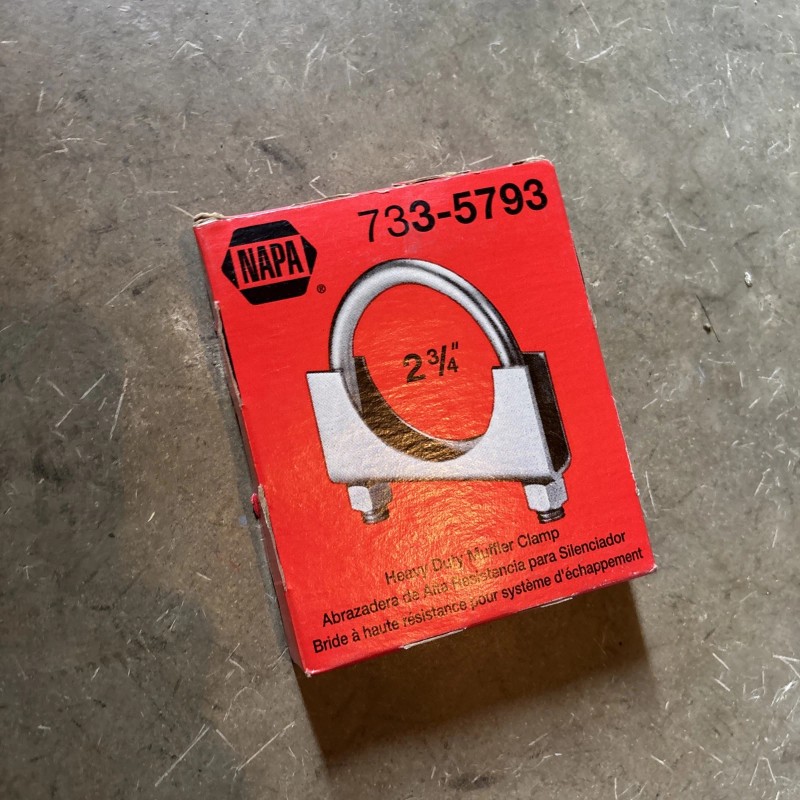 733-5793
NAPA
®
2 3/4"
Heavy Duty Muffler Clamp
Abrazadera de Alta Resistencia para Silenciador
Bride à haute résistance pour système d'échappement